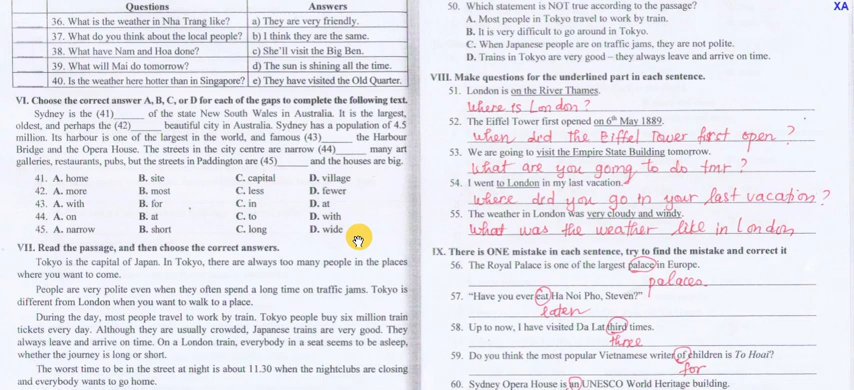 XA
Questions Answers
36. What is the weather in Nha Trang like? a) They are very friendly.
37. What do you think about the local people? b) I think they are the same.
38. What have Nam and Hoa done? c) She'll visit the Big Ben.
39. What will Mai do tomorrow? d) The sun is shining all the time.
40. Is the weather here hotter than in Singapore? e) They have visited the Old Quarter.
VI. Choose the correct answer A, B, C, or D for each of the gaps to complete the following text.
Sydney is the (41)______ of the state New South Wales in Australia. It is the largest,
oldest, and perhaps the (42)______ beautiful city in Australia. Sydney has a population of 4.5
million. Its harbour is one of the largest in the world, and famous (43)______ the Harbour
Bridge and the Opera House. The streets in the city centre are narrow (44)______ many art
galleries, restaurants, pubs, but the streets in Paddington are (45)______ and the houses are big.
41. A. home B. site C. capital D. village
42. A. more B. most C. less D. fewer
43. A. with B. for C. in D. at
44. A. on B. at C. to D. with
45. A. narrow B. short C. long D. wide
VII. Read the passage, and then choose the correct answers.
Tokyo is the capital of Japan. In Tokyo, there are always too many people in the places
where you want to come.
People are very polite even when they often spend a long time on traffic jams. Tokyo is
different from London when you want to walk to a place.
During the day, most people travel to work by train. Tokyo people buy six million train
tickets every day. Although they are usually crowded, Japanese trains are very good. They
always leave and arrive on time. On a London train, everybody in a seat seems to be asleep,
whether the journey is long or short.
The worst time to be in the street at night is about 11.30 when the nightclubs are closing
and everybody wants to go home.
50. Which statement is NOT true according to the passage?
A. Most people in Tokyo travel to work by train.
B. It is very difficult to go around in Tokyo.
C. When Japanese people are on traffic jams, they are not polite.
D. Trains in Tokyo are very good – they always leave and arrive on time.
VIII. Make questions for the underlined part in each sentence.
51. London is on the River Thames.
Where is London?
52. The Eiffel Tower first opened on 6th May 1889.
When did the Eiffel Tower first open?
53. We are going to visit the Empire State Building tomorrow.
What are you going to do tmr?
54. I went to London in my last vacation.
Where did you go in your last vacation?
55. The weather in London was very cloudy and windy.
What was the weather like in London
IX. There is ONE mistake in each sentence, try to find the mistake and correct it
56. The Royal Palace is one of the largest palace in Europe.
palaces
57. "Have you ever eat Ha Noi Pho, Steven?"
eaten
58. Up to now, I have visited Da Lat third times.
three
59. Do you think the most popular Vietnamese writer of children is To Hoai?
for
60. Sydney Opera House is an UNESCO World Heritage building.